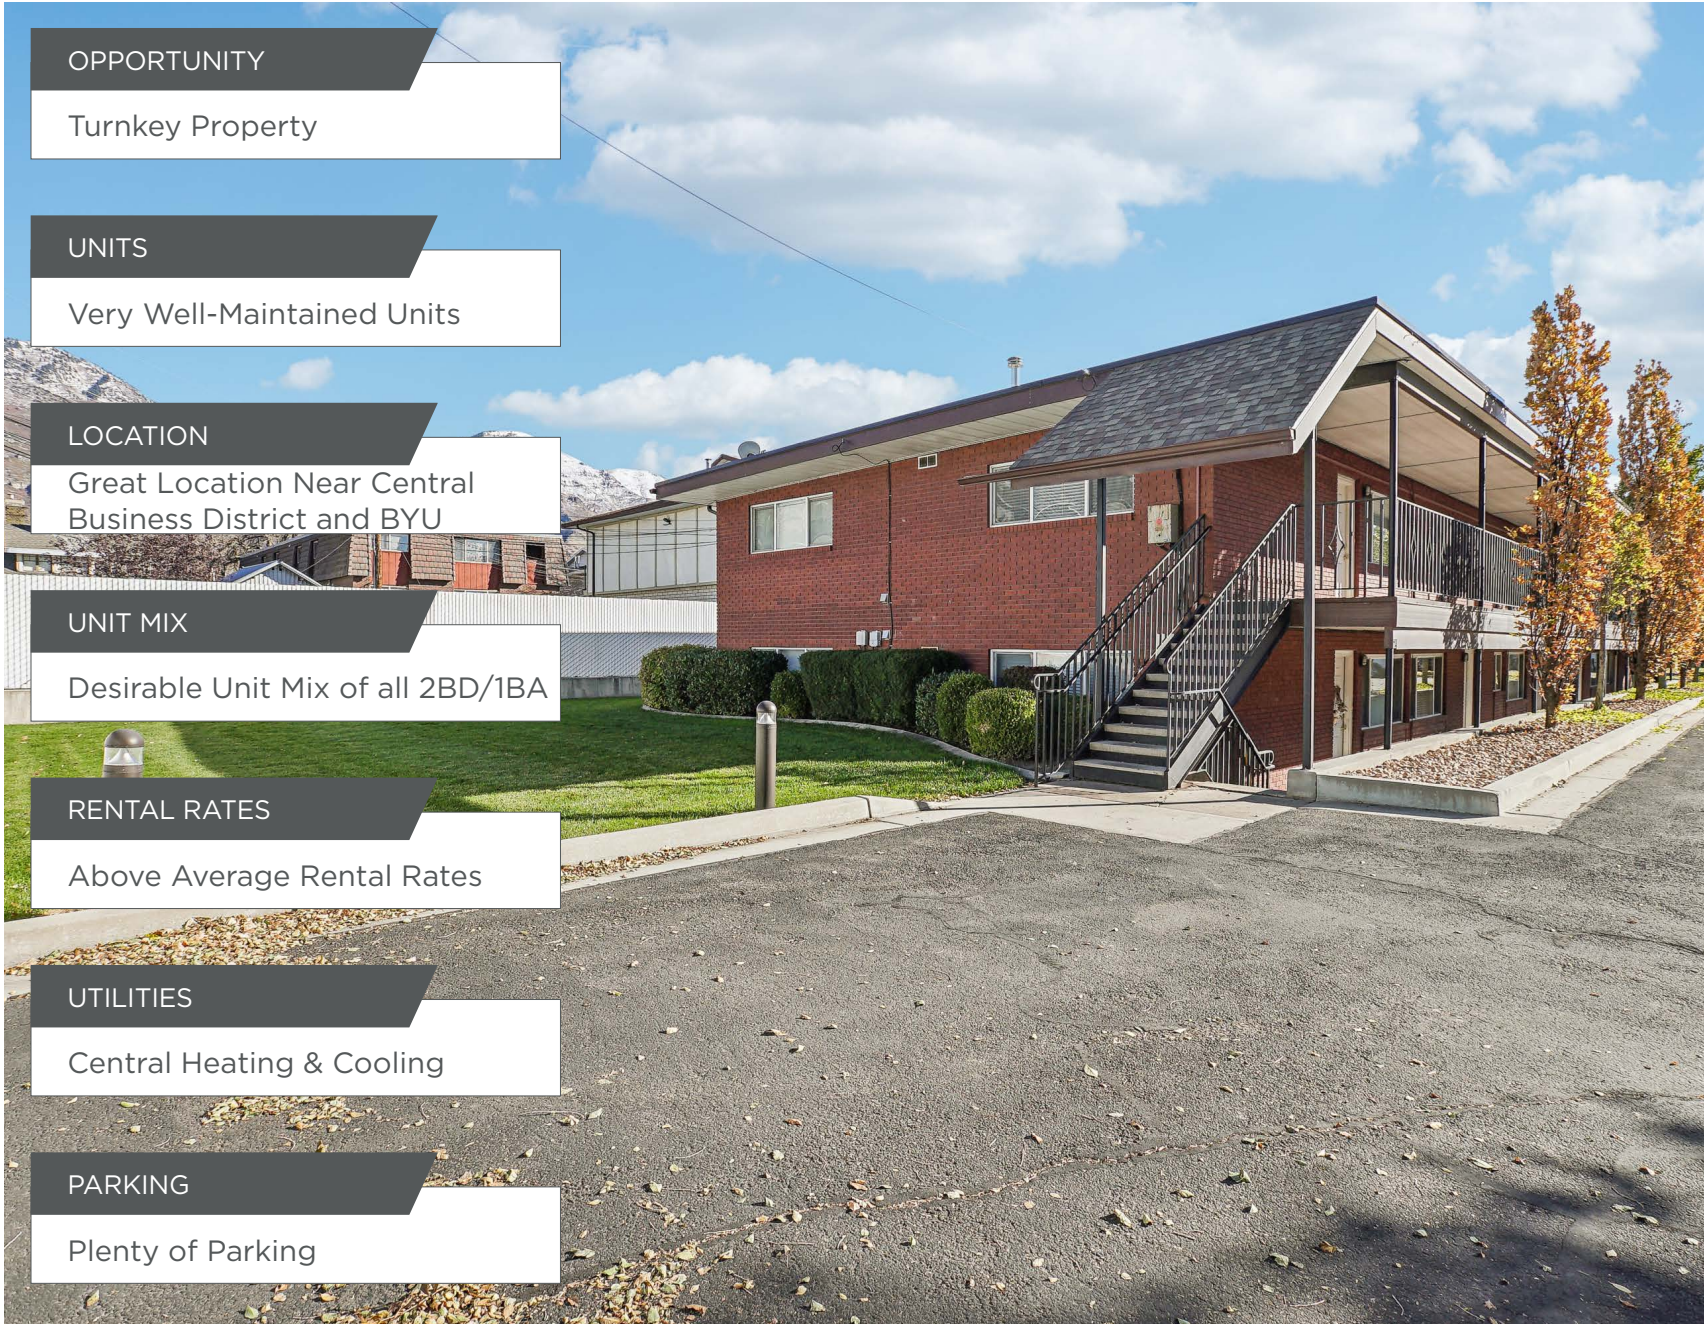 OPPORTUNITY
Turnkey Property
UNITS
Very Well-Maintained Units
LOCATION
Great Location Near Central
Business District and BYU
UNIT MIX
Desirable Unit Mix of all 2BD/1BA
RENTAL RATES
Above Average Rental Rates
UTILITIES
Central Heating & Cooling
PARKING
Plenty of Parking